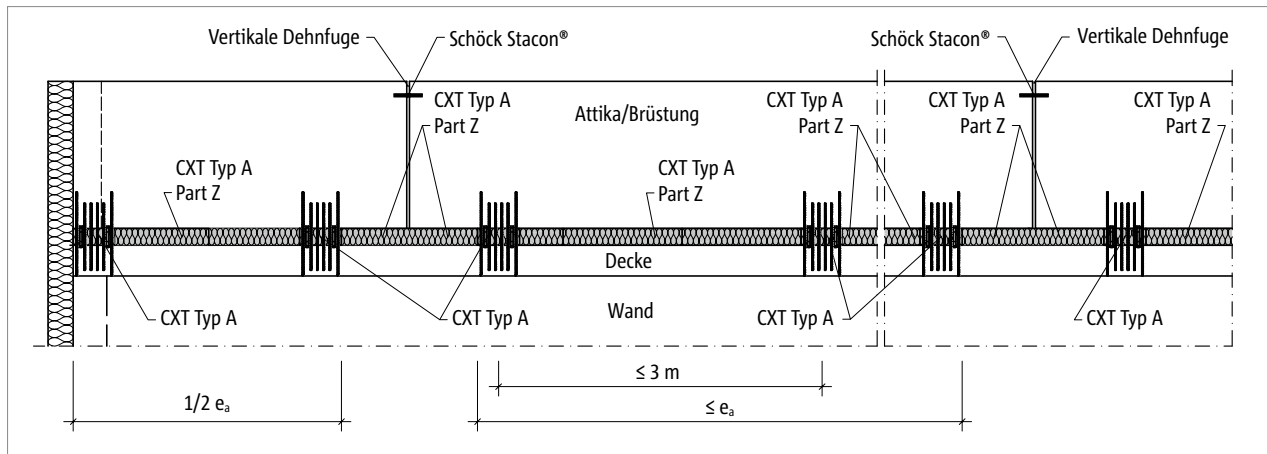 Vertikale Dehnfuge
Schöck Stacon®
Schöck Stacon®
Vertikale Dehnfuge
CXT Typ A
Part Z
Attika/Brüstung
CXT Typ A
Part Z
CXT Typ A
Part Z
CXT Typ A
Part Z
CXT Typ A
Part Z
CXT Typ A
Part Z
Decke
Wand
CXT Typ A
CXT Typ A
CXT Typ A
CXT Typ A
≤ 3 m
1/2 eₐ
≤ eₐ